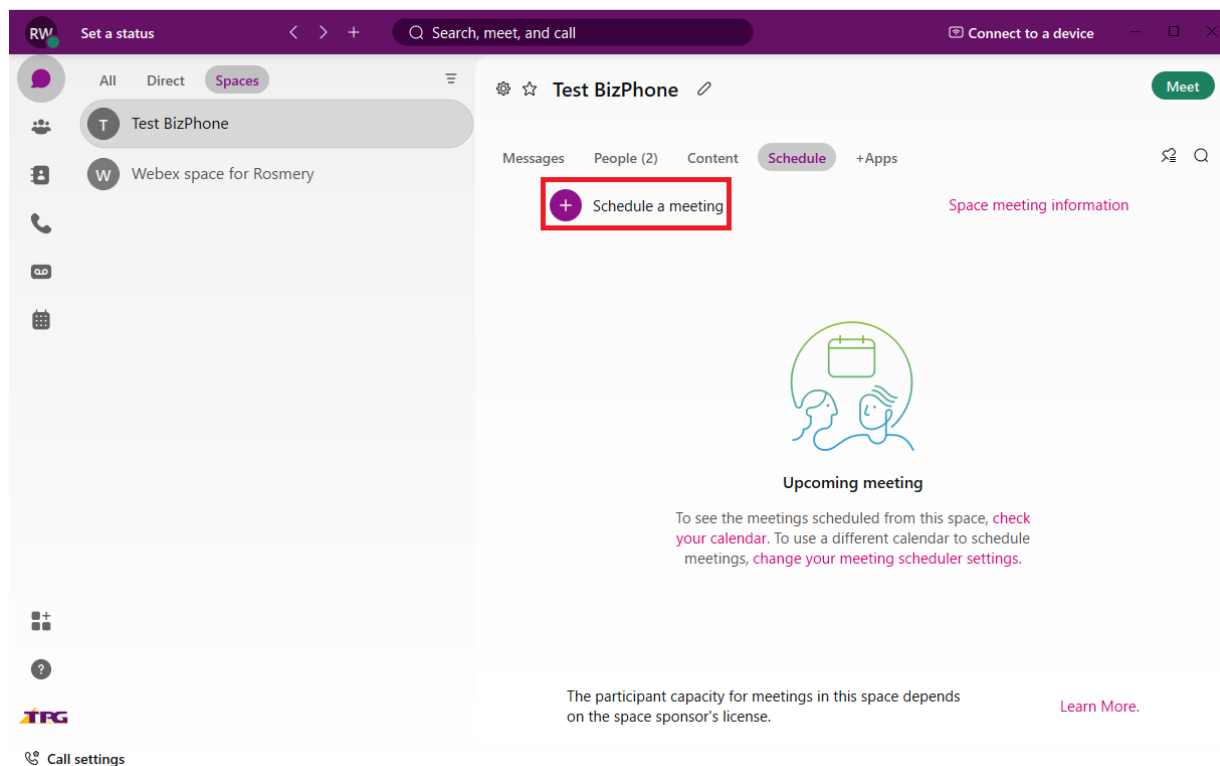 RW Set a status Search, meet, and call Connect to a device
All Direct Spaces
T Test BizPhone
W Webex space for Rosmery
Test BizPhone Meet
Messages People (2) Content Schedule +Apps
+ Schedule a meeting Space meeting information
Upcoming meeting
To see the meetings scheduled from this space, check
your calendar. To use a different calendar to schedule
meetings, change your meeting scheduler settings.
The participant capacity for meetings in this space depends
on the space sponsor's license.
Learn More.
TPG
Call settings